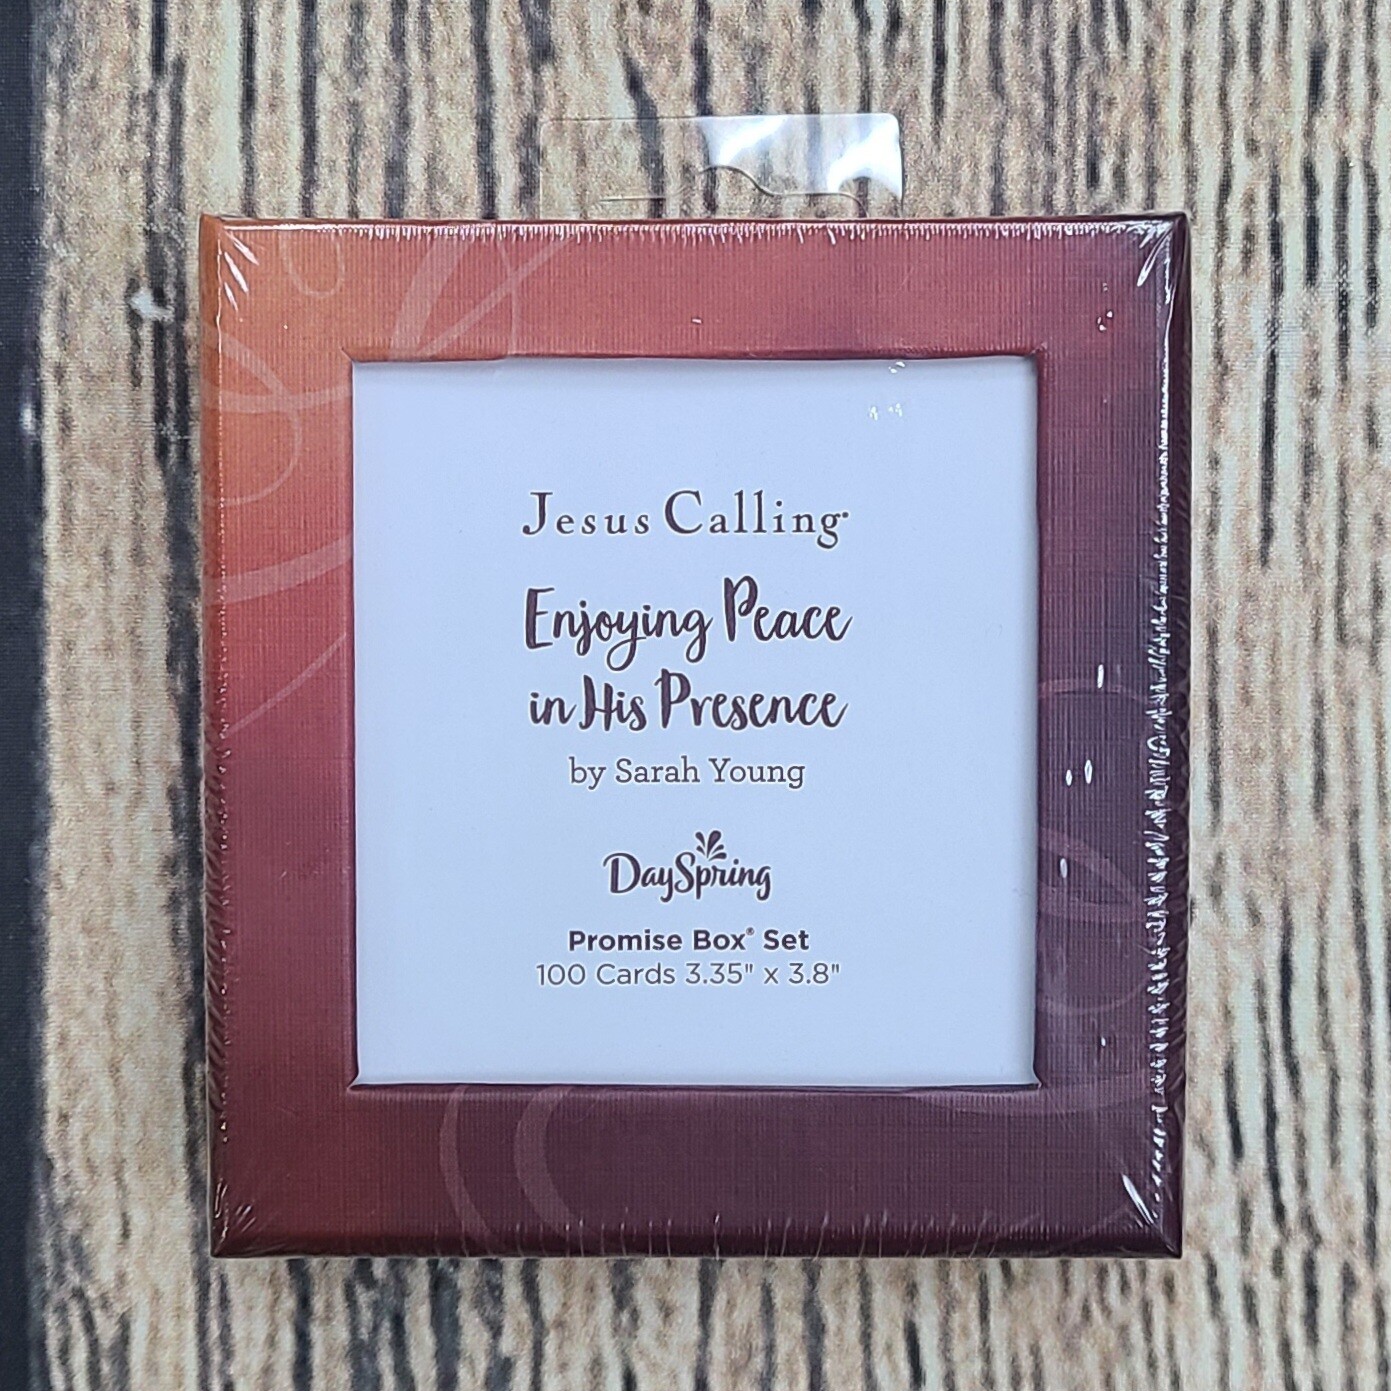 Jesus Calling®
Enjoying Peace
in His Presence
by Sarah Young
DaySpring
Promise Box® Set
100 Cards 3.35" x 3.8"